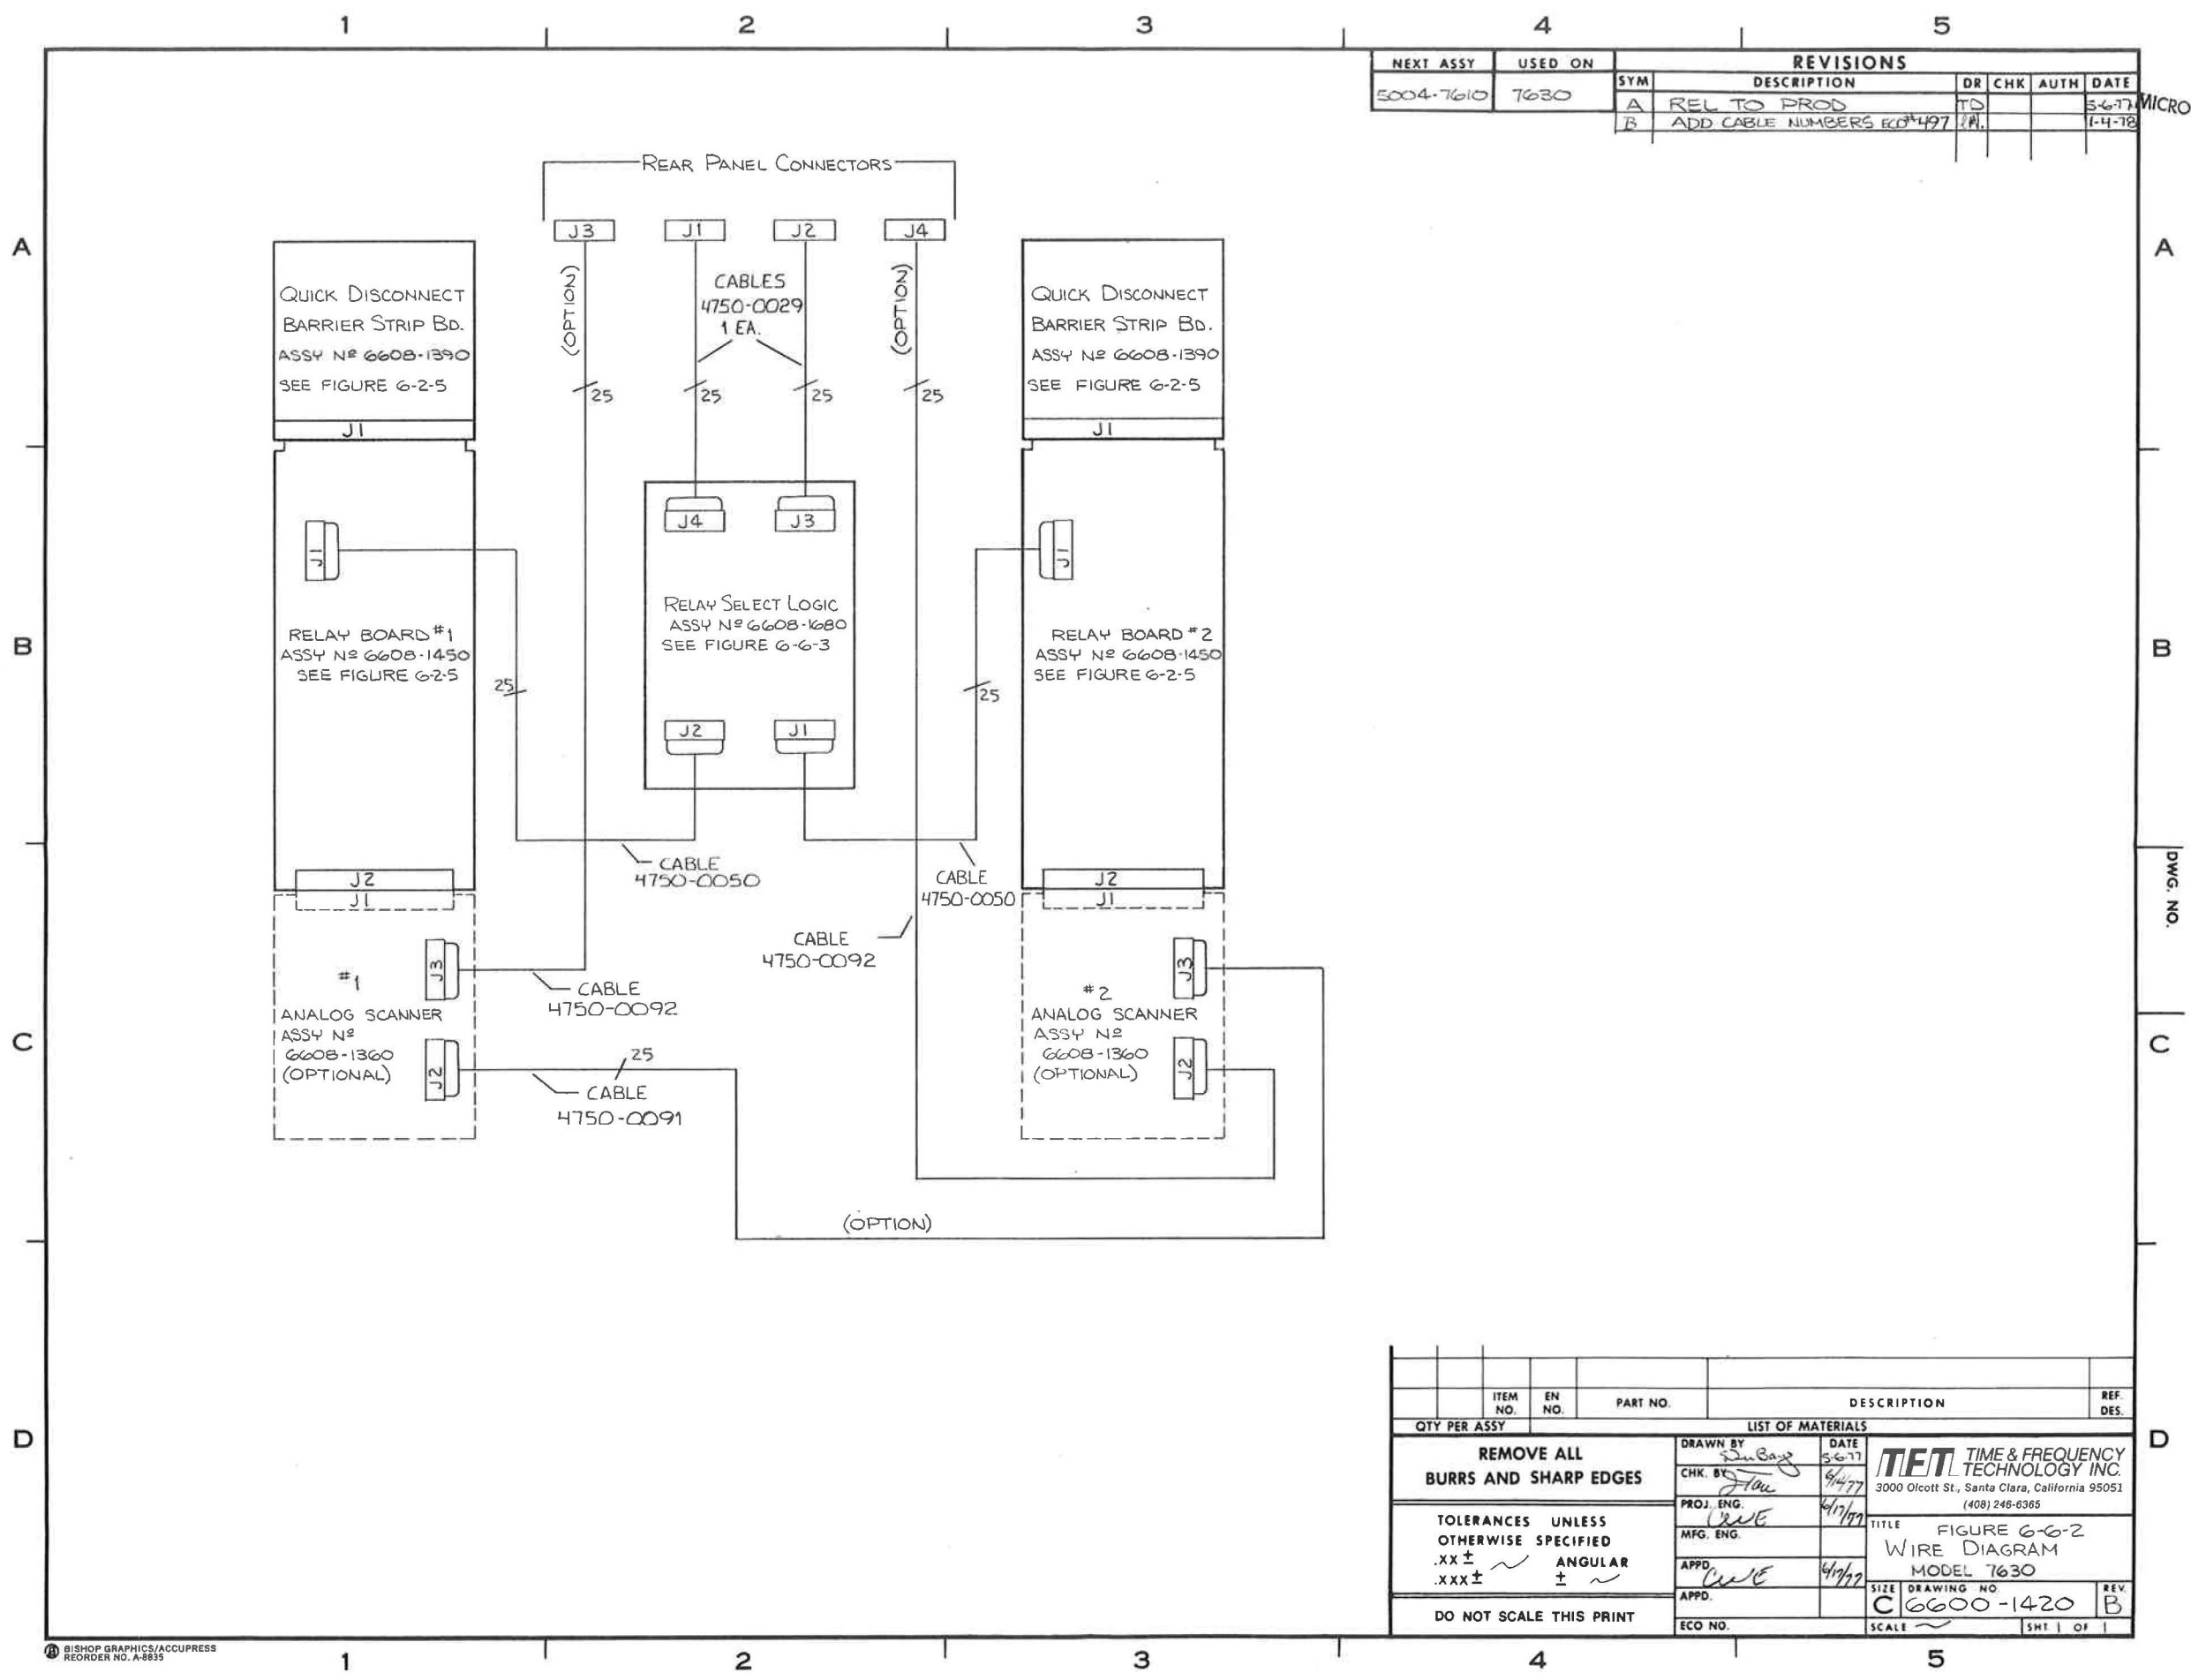 1 2 3 4 5
NEXT ASSY USED ON REVISIONS
SYM DESCRIPTION DR CHK AUTH DATE
5004-7610 7630
A REL TO PROD TD 5-6-77 MICRO
B ADD CABLE NUMBERS ECO#497 1-4-78
REAR PANEL CONNECTORS
J3 J1 J2 J4
A A
(OPTION)
CABLES
4750-0029
1 EA.
(OPTION)
25 25 25 25
QUICK DISCONNECT
BARRIER STRIP BD.
ASSY Nº 6608-1390
SEE FIGURE 6-2-5
J1
QUICK DISCONNECT
BARRIER STRIP BD.
ASSY Nº 6608-1390
SEE FIGURE 6-2-5
J1
B B
J1
RELAY BOARD #1
ASSY Nº 6608-1450
SEE FIGURE 6-2-5
25
J2
J4 J3
RELAY SELECT LOGIC
ASSY Nº 6608-1680
SEE FIGURE 6-6-3
J2 J1
J1
RELAY BOARD #2
ASSY Nº 6608-1450
SEE FIGURE 6-2-5
25
J2
CABLE
4750-0050
CABLE
4750-0050
CABLE
4750-0092
DWG. NO.
C C
J1
J3
#1
ANALOG SCANNER
ASSY Nº
6608-1360
(OPTIONAL)
J2
CABLE
4750-0092
25
CABLE
4750-0091
J1
J3
#2
ANALOG SCANNER
ASSY Nº
6608-1360
(OPTIONAL)
J2
(OPTION)
D D
ITEM NO. EN NO. PART NO. DESCRIPTION REF. DES.
QTY PER ASSY LIST OF MATERIALS
REMOVE ALL
BURRS AND SHARP EDGES
TOLERANCES UNLESS
OTHERWISE SPECIFIED
.XX ± ~ ANGULAR
.XXX ± ± ~
DO NOT SCALE THIS PRINT
DRAWN BY DuBay DATE 5-6-77
CHK. BY 6/14/77
PROJ. ENG. CWE 6/17/77
MFG. ENG.
APPD. CWE 6/17/77
APPD.
ECO NO.
TFT TIME & FREQUENCY
TECHNOLOGY INC.
3000 Olcott St., Santa Clara, California 95051
(408) 246-6365
TITLE FIGURE 6-6-2
WIRE DIAGRAM
MODEL 7630
SIZE DRAWING NO. REV.
C 6600-1420 B
SCALE ~ SHT 1 OF 1
BISHOP GRAPHICS/ACCUPRESS
REORDER NO. A-8835
1 2 3 4 5